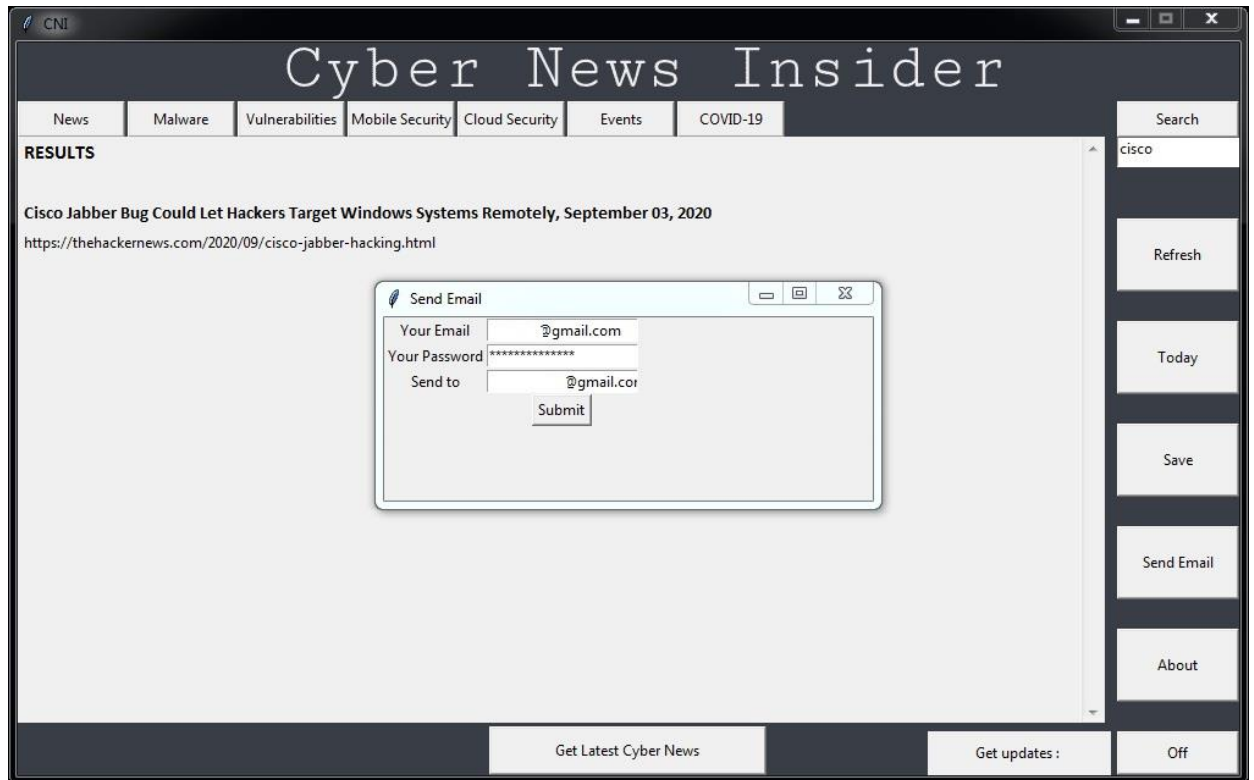 CNI
Cyber News Insider
News Malware Vulnerabilities Mobile Security Cloud Security Events COVID-19 Search
RESULTS
cisco
Cisco Jabber Bug Could Let Hackers Target Windows Systems Remotely, September 03, 2020
https://thehackernews.com/2020/09/cisco-jabber-hacking.html
Refresh
Send Email
Your Email @gmail.com
Your Password **************
Send to @gmail.cor
Submit
Today
Save
Send Email
About
Get Latest Cyber News
Get updates :
Off